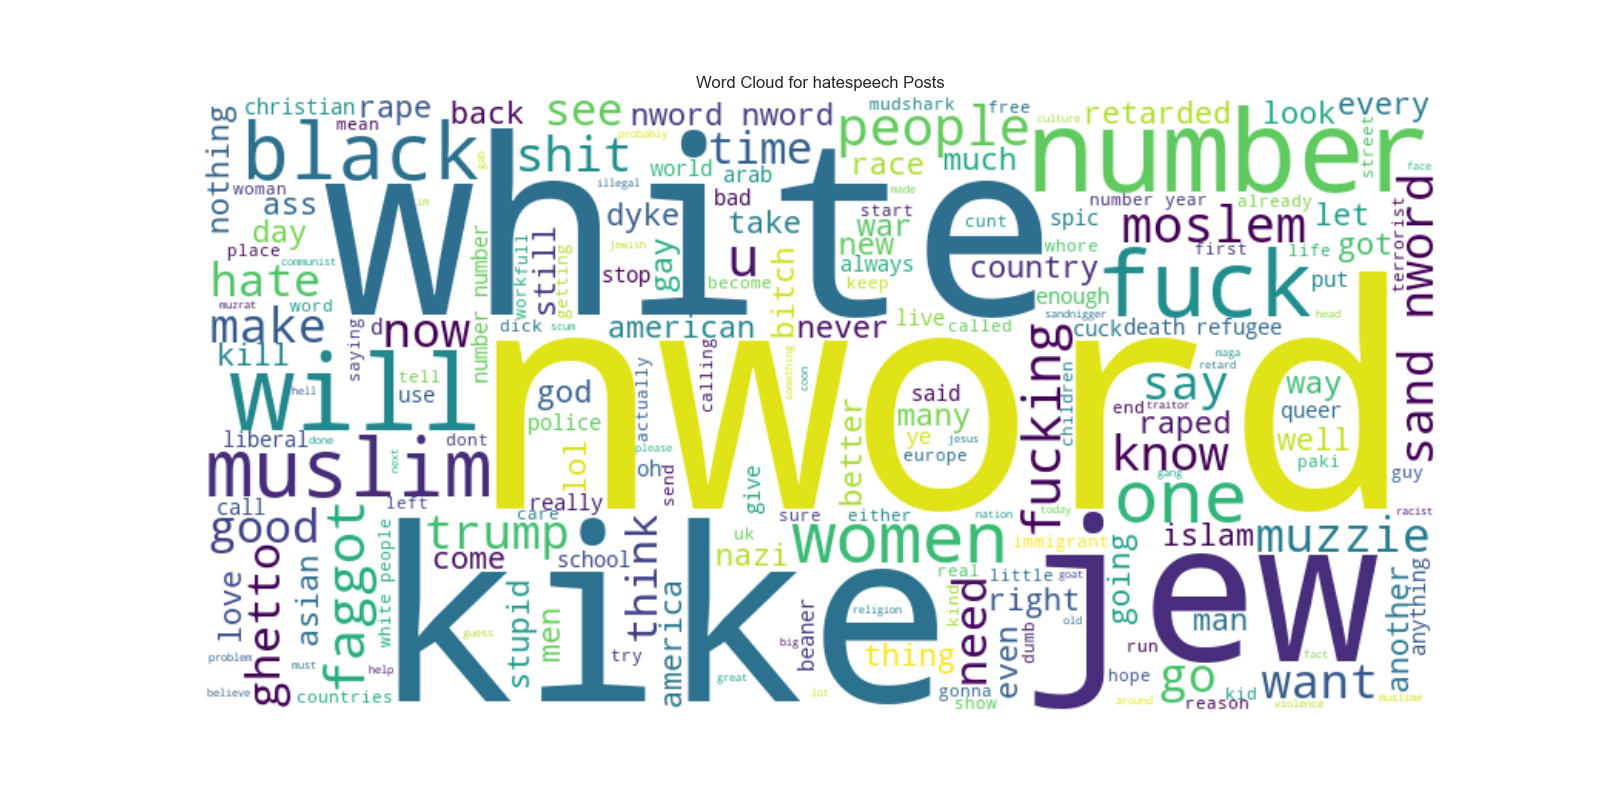 Word Cloud for hatespeech Posts
nothing
christian
rape
back
see
nword nword
mudshark
free
culture
retarded
look
every
mean
black
gab
shit
probably
time
people
race
much
number
street
face
woman
white
illegal
world
arab
bad
made
ass
im
dyke
take
start
war
cunt
spic
number year
already
moslem
let
day
place
communist
number number
workfull
getting
still
jewish
gay
u
new
country
whore
first
life
got
terrorist
sand nword
hate
muzrat
word
stop
become
bitch
always
keep
enough
fuck
put
sandnigger
head
make
saying
d
now
dick
scum
american
never
live
called
cuck
death
refugee
kill
will
hell
tell
use
god
actually
calling
something
coon
nword
said
many
fucking
children
say
maga
retard
way
queer
end
traitor
raped
well
paki
liberal
done
dont
next
police
lol
please
oh
better
ye
jesus
europe
know
gang
guy
muslim
call
left
really
care
send
give
sure
either
nation
today
one
racist
good
trump
think
uk
nazi
women
immigrant
islam
muzzie
ghetto
love
asian
faggot
white people
come
school
kike
real
little
goat
jew
going
another
anything
problem
must
help
guess
stupid
men
try
america
big
beaner
religion
thing
kind
need
right
old
even
dumb
man
run
fact
believe
countries
great
lot
gonna
show
hope
around
go
kid
reason
want
violence
muslime